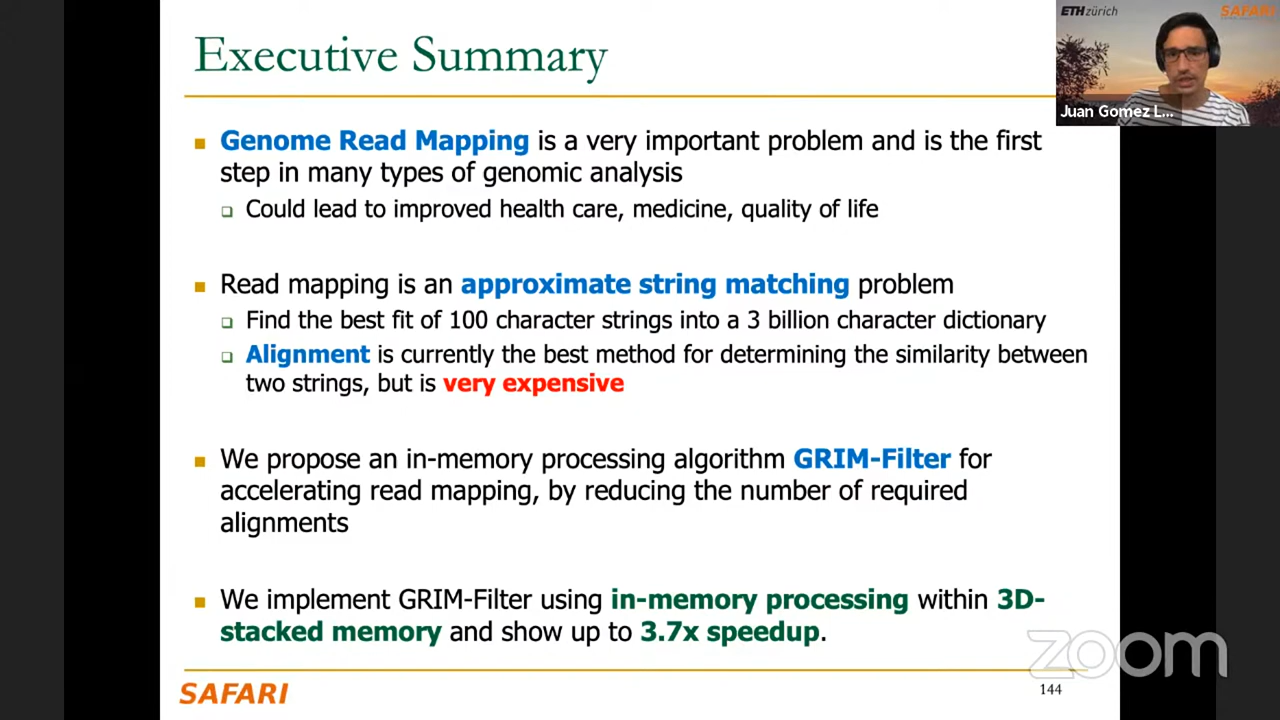 Executive Summary
ETH zürich
SAFARI
Juan Gomez L...
Genome Read Mapping is a very important problem and is the first
step in many types of genomic analysis
Could lead to improved health care, medicine, quality of life
Read mapping is an approximate string matching problem
Find the best fit of 100 character strings into a 3 billion character dictionary
Alignment is currently the best method for determining the similarity between
two strings, but is very expensive
We propose an in-memory processing algorithm GRIM-Filter for
accelerating read mapping, by reducing the number of required
alignments
We implement GRIM-Filter using in-memory processing within 3D-
stacked memory and show up to 3.7x speedup.
zoom
SAFARI
144